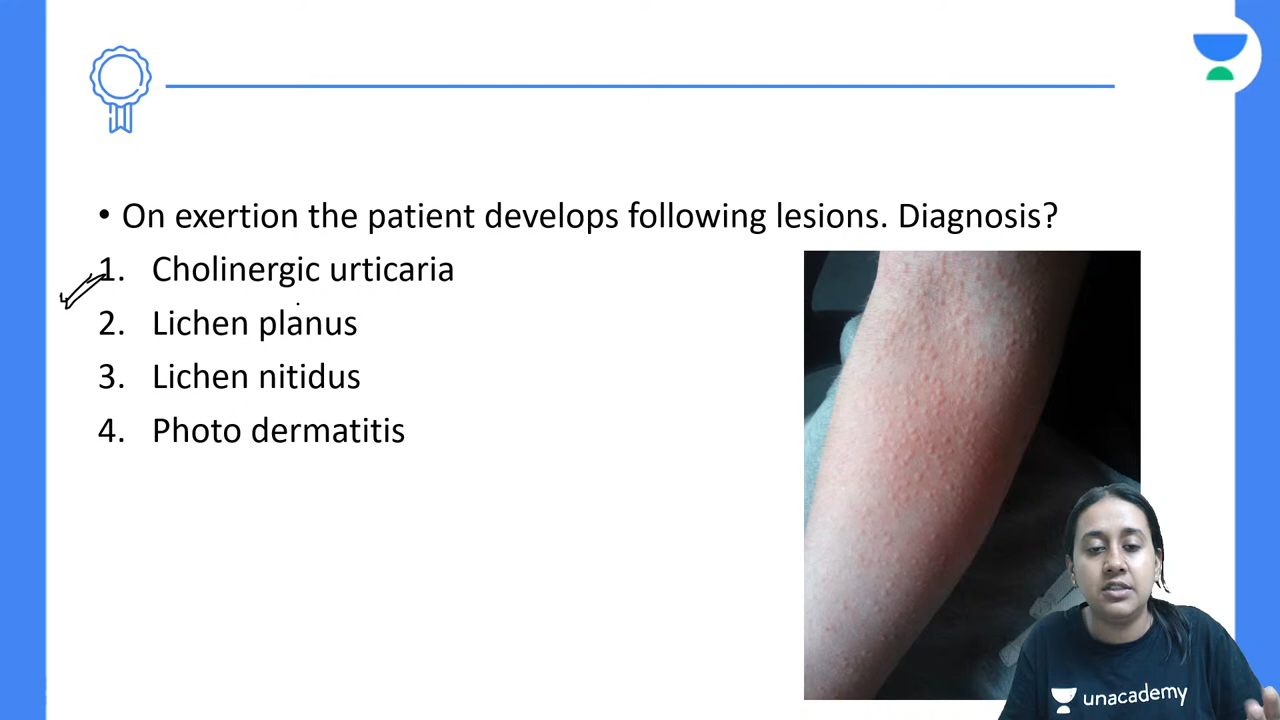 • On exertion the patient develops following lesions. Diagnosis?
1. Cholinergic urticaria
2. Lichen planus
3. Lichen nitidus
4. Photo dermatitis
unacademy